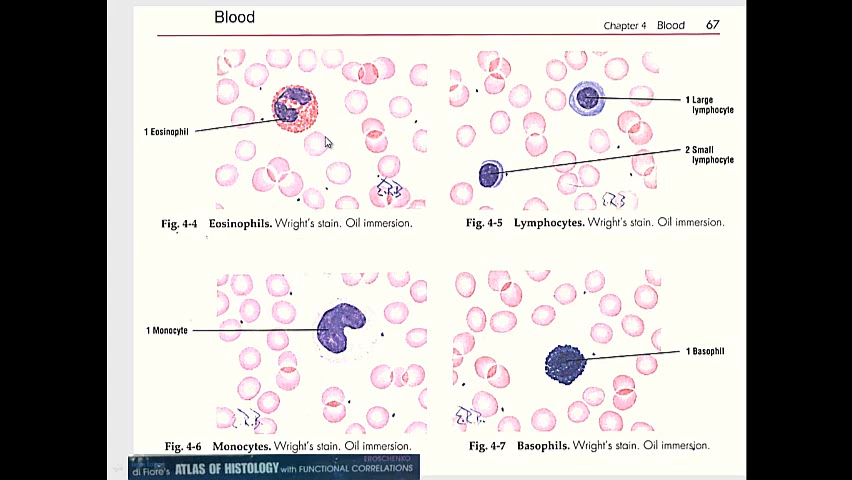 Blood
Chapter 4 Blood 67
1 Eosinophil
1 Large
lymphocyte
2 Small
lymphocyte
Fig. 4-4 Eosinophils. Wright's stain. Oil immersion.
Fig. 4-5 Lymphocytes. Wright's stain. Oil immersion.
1 Monocyte
1 Basophil
Fig. 4-6 Monocytes. Wright's stain. Oil immersion.
Fig. 4-7 Basophils. Wright's stain. Oil immersion.
EROSCHENKO
di Fiore's ATLAS OF HISTOLOGY with FUNCTIONAL CORRELATIONS